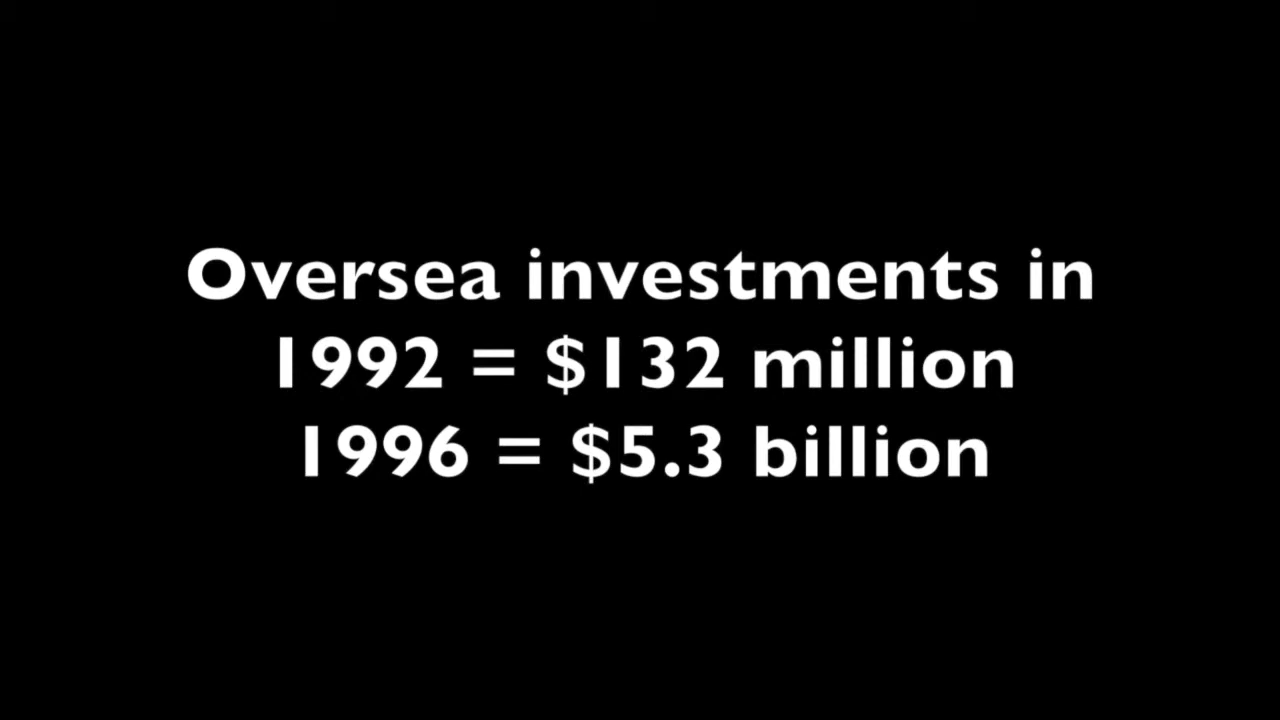 Oversea investments in
1992 = $132 million
1996 = $5.3 billion